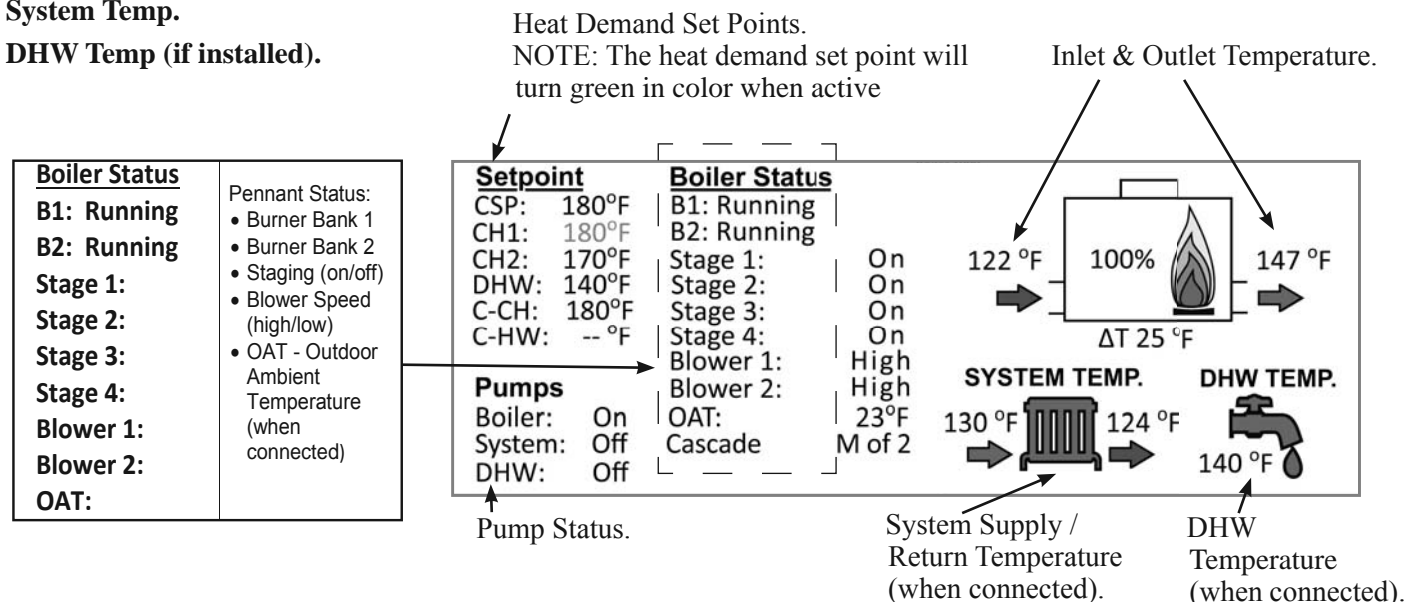 System Temp.
DHW Temp (if installed).
Heat Demand Set Points.
NOTE: The heat demand set point will
turn green in color when active
Inlet & Outlet Temperature.
Boiler Status
B1: Running
B2: Running
Stage 1:
Stage 2:
Stage 3:
Stage 4:
Blower 1:
Blower 2:
OAT:
Pennant Status:
• Burner Bank 1
• Burner Bank 2
• Staging (on/off)
• Blower Speed
(high/low)
• OAT - Outdoor
Ambient
Temperature
(when
connected)
Setpoint
CSP: 180°F
CH1: 180°F
CH2: 170°F
DHW: 140°F
C-CH: 180°F
C-HW: -- °F
Pumps
Boiler: On
System: Off
DHW: Off
Boiler Status
B1: Running
B2: Running
Stage 1: On
Stage 2: On
Stage 3: On
Stage 4: On
Blower 1: High
Blower 2: High
OAT: 23°F
Cascade M of 2
122 °F
100%
147 °F
ΔT 25 °F
SYSTEM TEMP.
130 °F
124 °F
DHW TEMP.
140 °F
Pump Status.
System Supply /
Return Temperature
(when connected).
DHW
Temperature
(when connected).